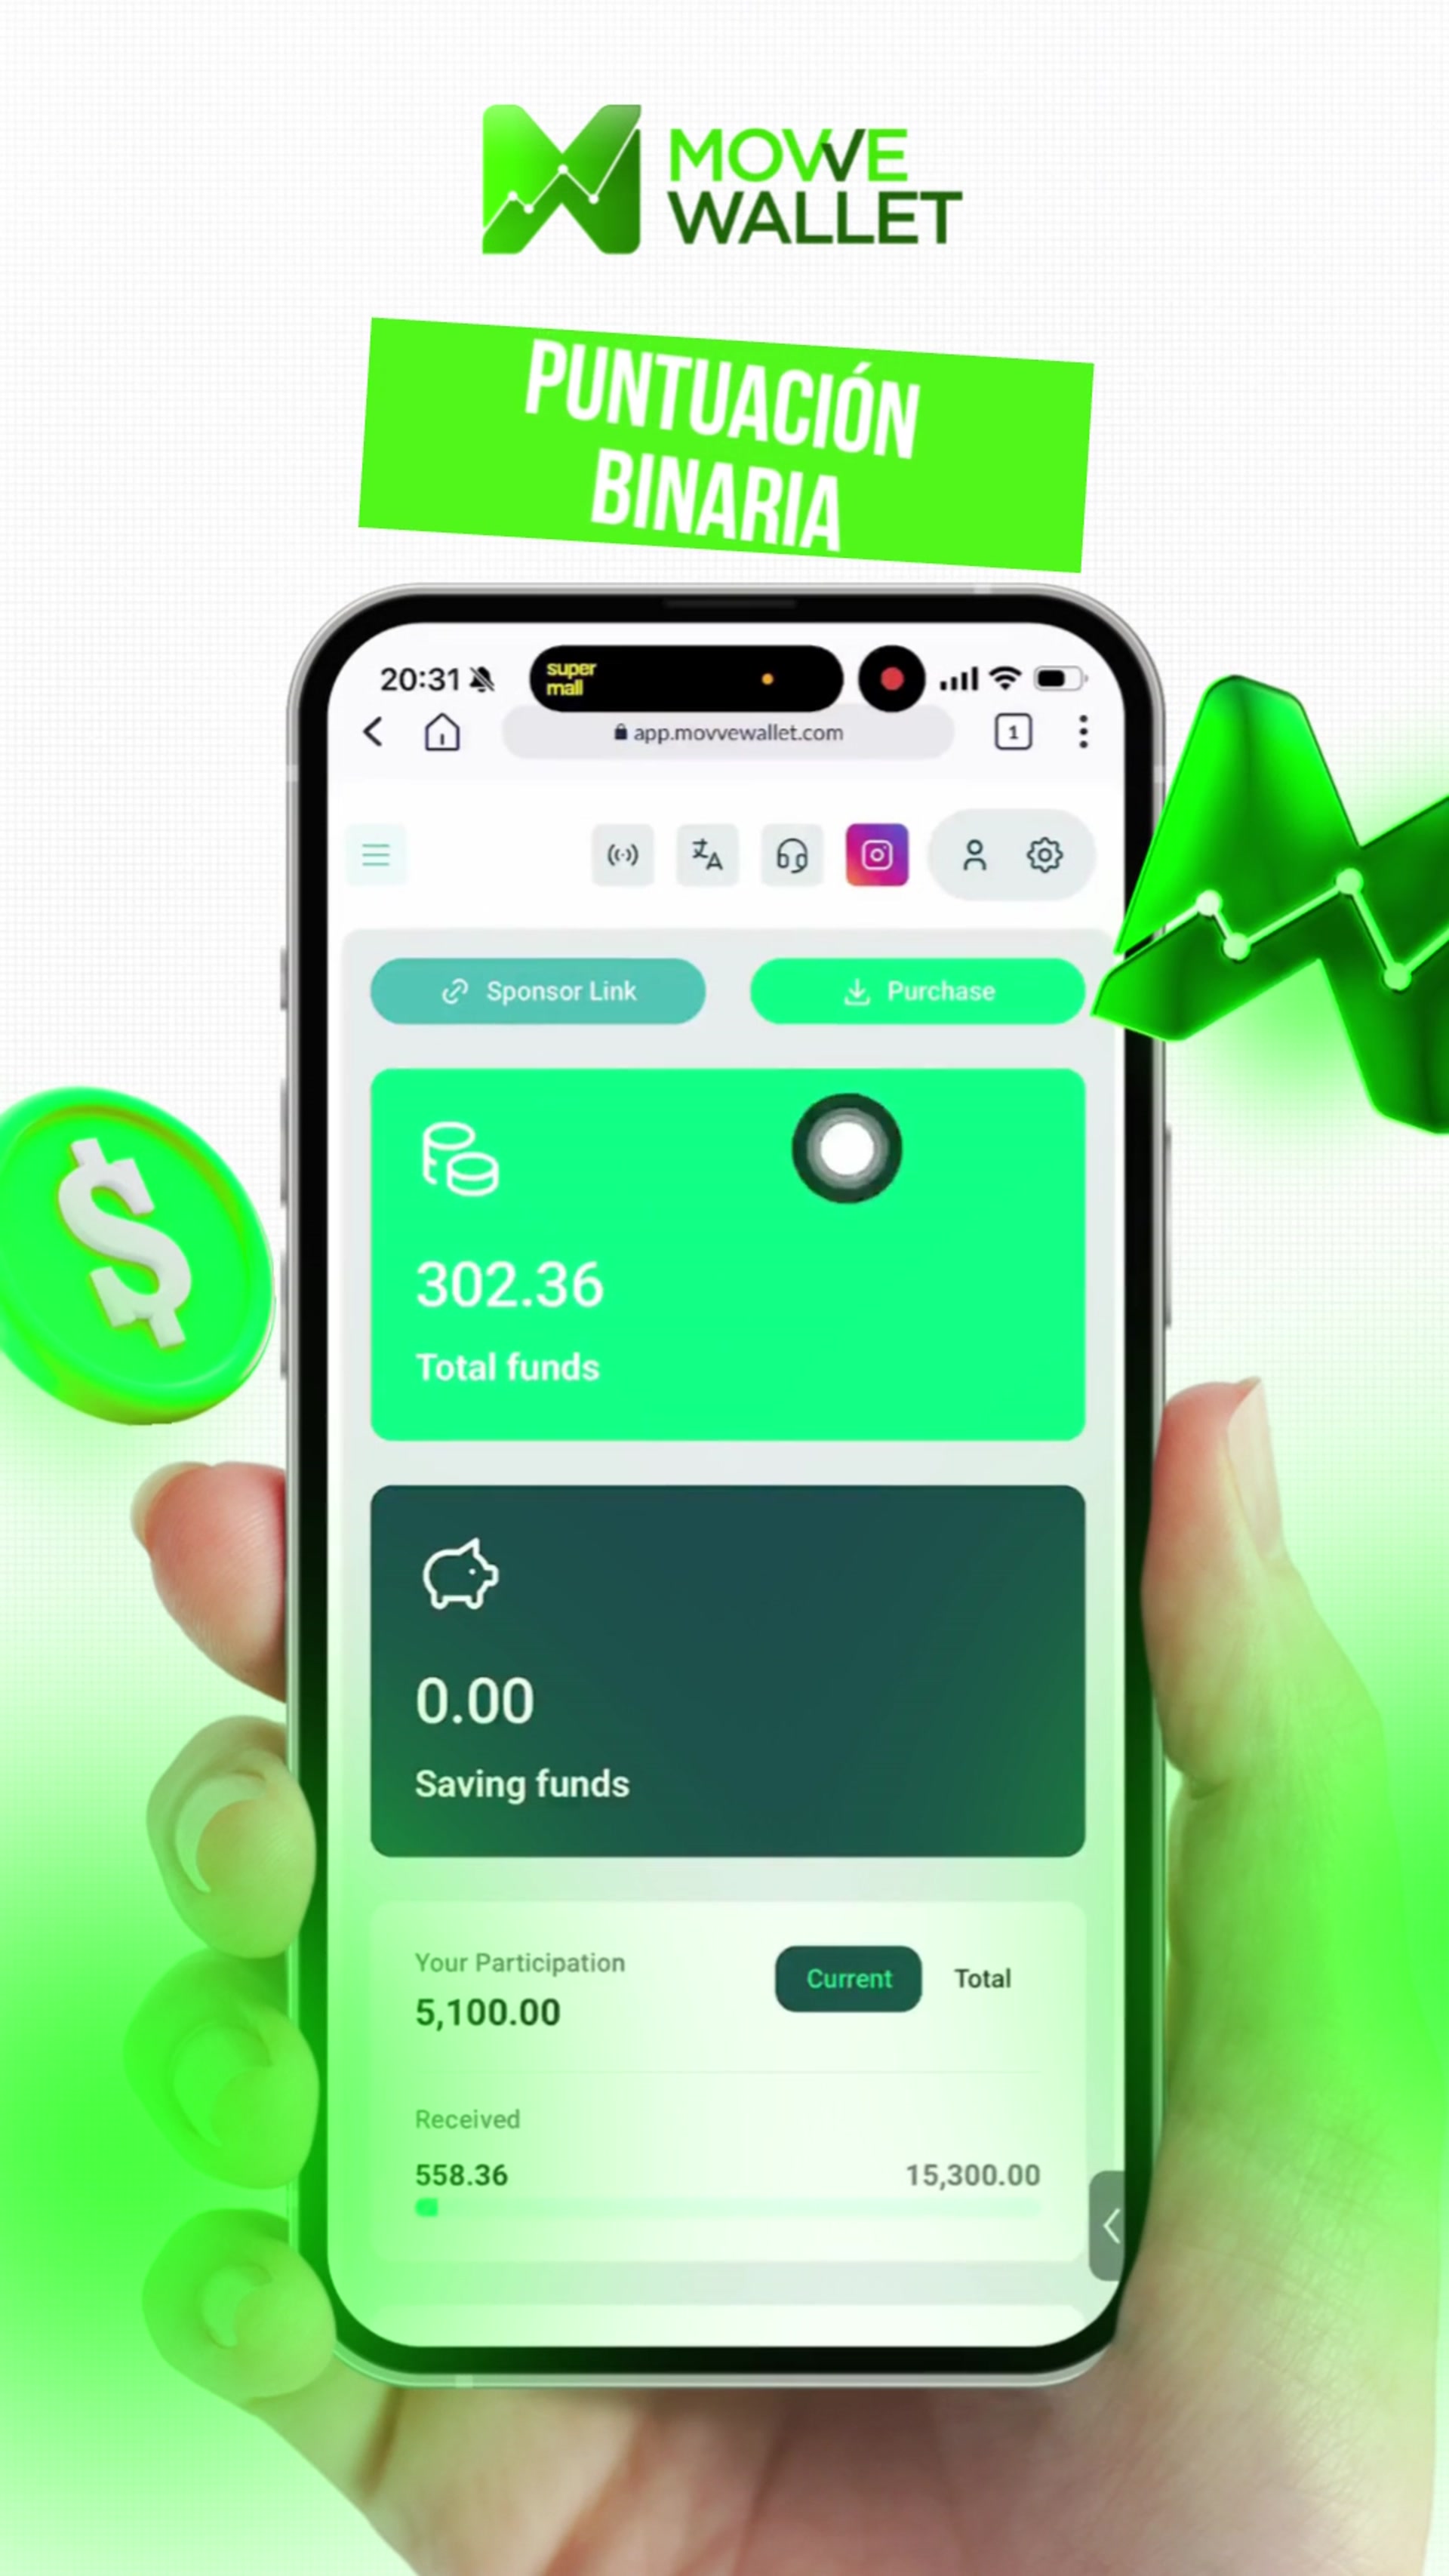 MOVVE
WALLET
PUNTUACIÓN
BINARIA
20:31
super
mall
app.movvewallet.com
1
Sponsor Link
Purchase
302.36
Total funds
0.00
Saving funds
Your Participation
5,100.00
Current
Total
Received
558.36
15,300.00